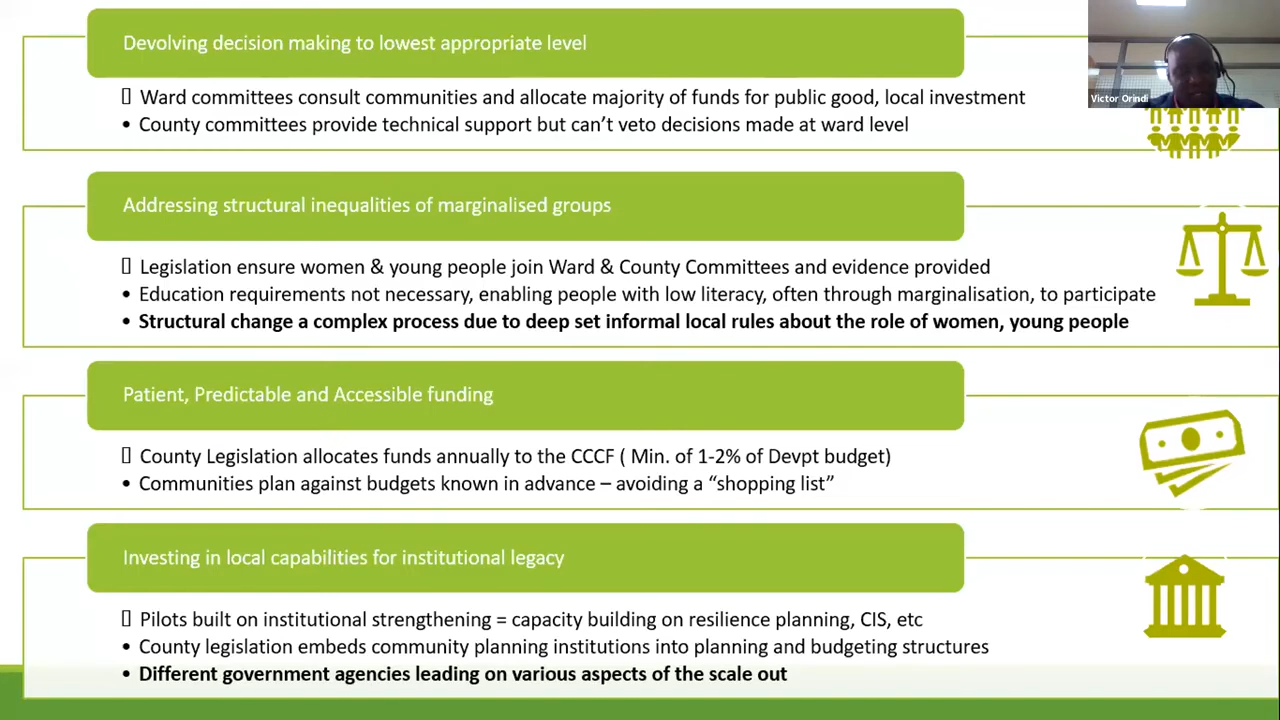 Devolving decision making to lowest appropriate level
Victor Orindi
▯ Ward committees consult communities and allocate majority of funds for public good, local investment
• County committees provide technical support but can’t veto decisions made at ward level
Addressing structural inequalities of marginalised groups
▯ Legislation ensure women & young people join Ward & County Committees and evidence provided
• Education requirements not necessary, enabling people with low literacy, often through marginalisation, to participate
• Structural change a complex process due to deep set informal local rules about the role of women, young people
Patient, Predictable and Accessible funding
▯ County Legislation allocates funds annually to the CCCF ( Min. of 1-2% of Devpt budget)
• Communities plan against budgets known in advance – avoiding a “shopping list”
Investing in local capabilities for institutional legacy
▯ Pilots built on institutional strengthening = capacity building on resilience planning, CIS, etc
• County legislation embeds community planning institutions into planning and budgeting structures
• Different government agencies leading on various aspects of the scale out